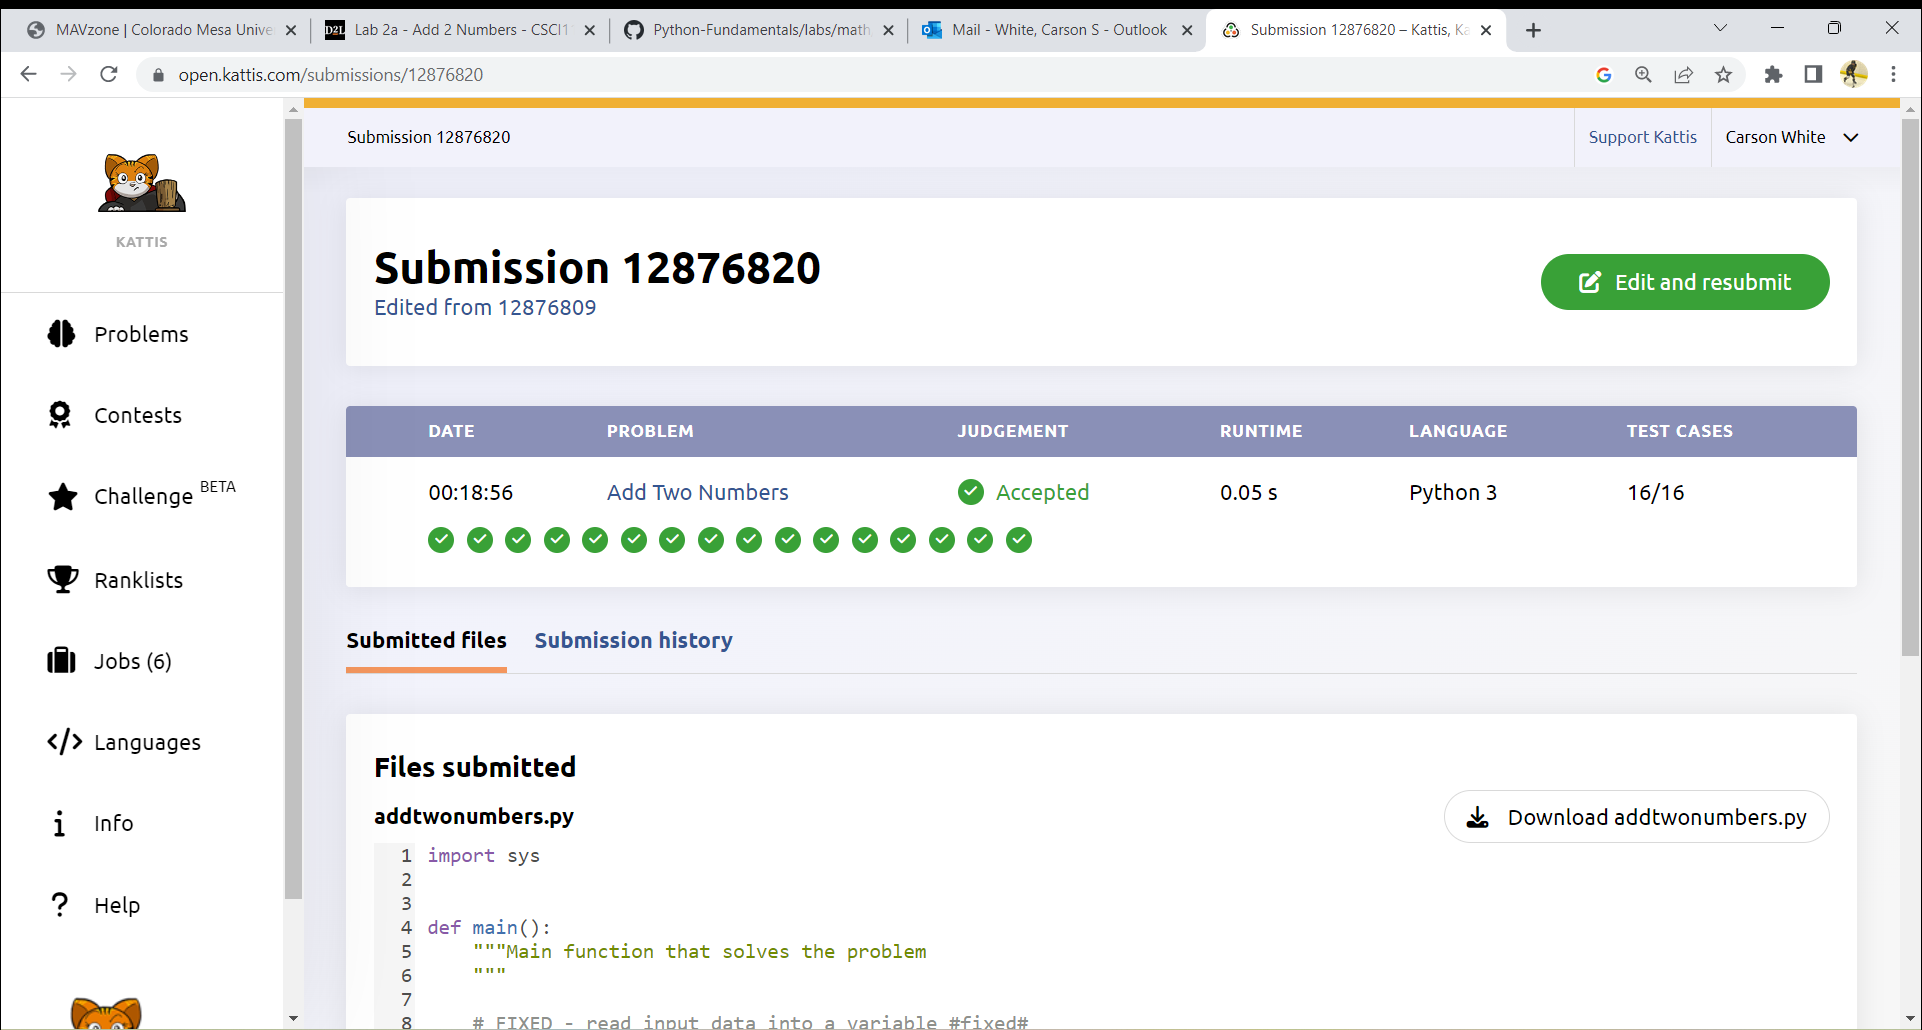 MAVzone | Colorado Mesa Unive
Lab 2a - Add 2 Numbers - CSCI1
Python-Fundamentals/labs/math
Mail - White, Carson S - Outlook
Submission 12876820 – Kattis, Ka
open.kattis.com/submissions/12876820
KATTIS
Problems
Contests
Challenge BETA
Ranklists
Jobs (6)
Languages
Info
Help
Submission 12876820
Support Kattis
Carson White
Submission 12876820
Edited from 12876809
Edit and resubmit
DATE PROBLEM JUDGEMENT RUNTIME LANGUAGE TEST CASES
00:18:56 Add Two Numbers Accepted 0.05 s Python 3 16/16
Submitted files Submission history
Files submitted
addtwonumbers.py
Download addtwonumbers.py
1 import sys
2
3
4 def main():
5 """Main function that solves the problem
6 """
7
8 # FIXED - read input data into a variable #fixed#